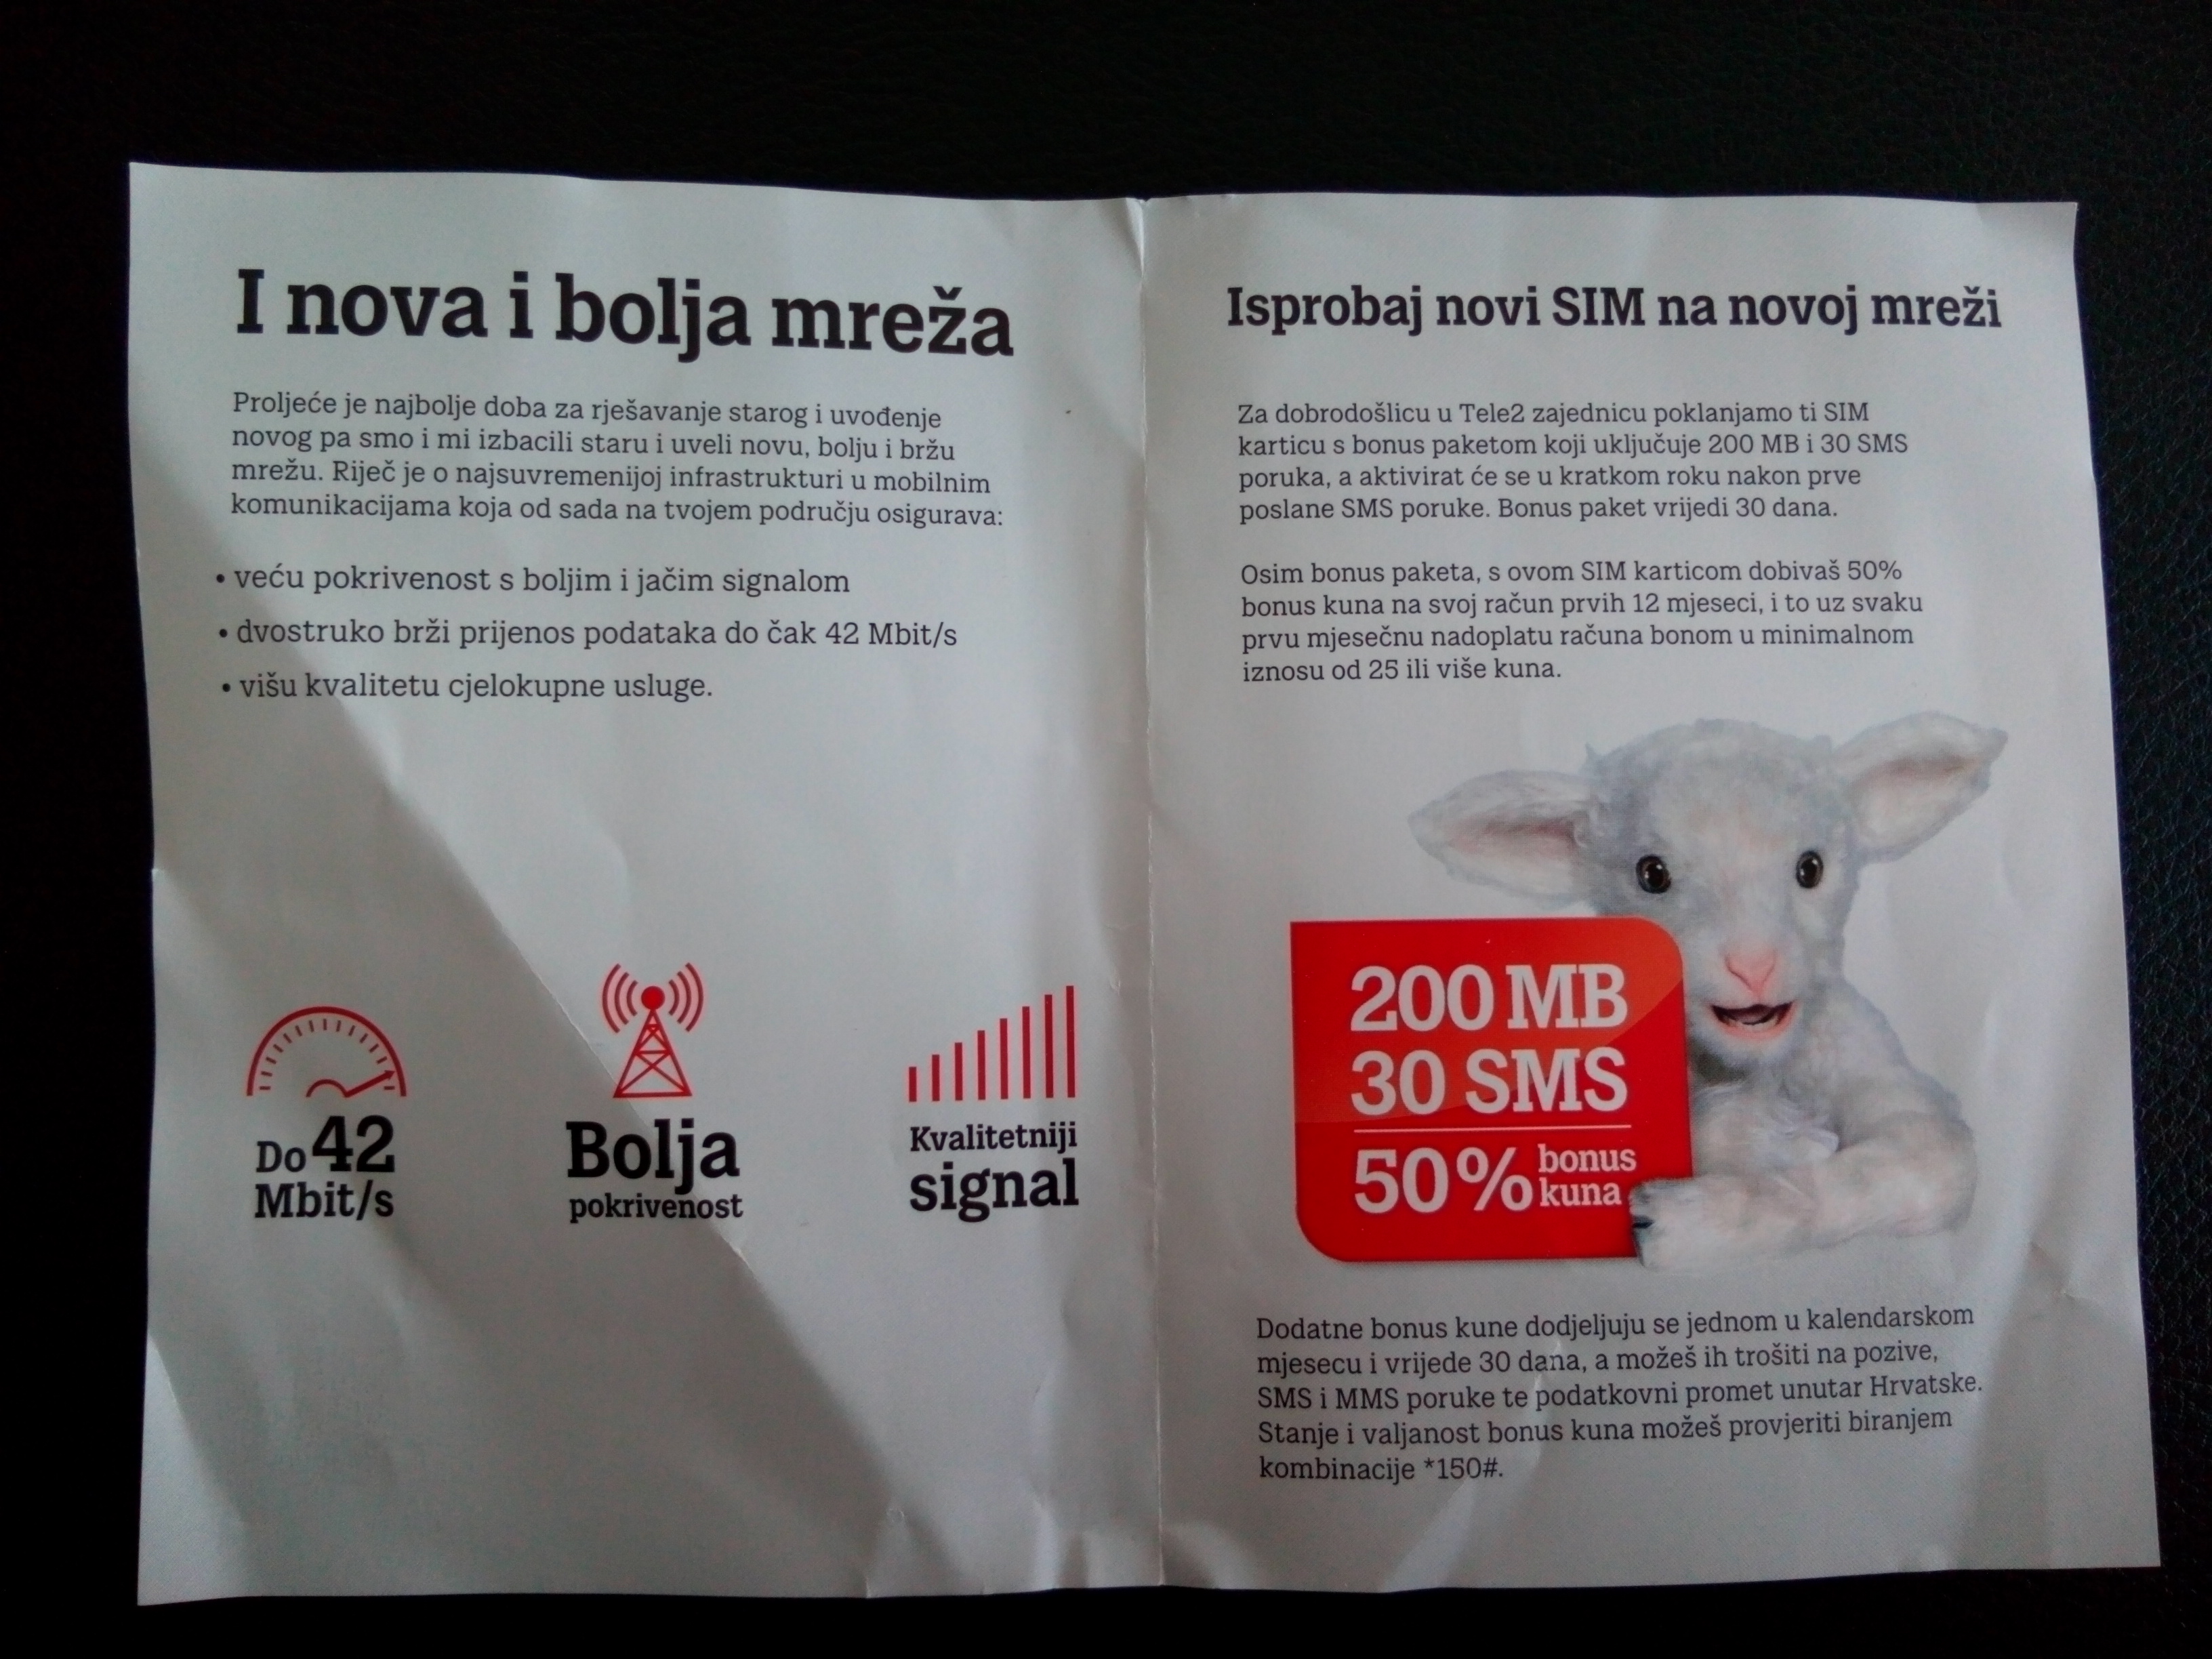 I nova i bolja mreža
Proljeće je najbolje doba za rješavanje starog i uvođenje
novog pa smo i mi izbacili staru i uveli novu, bolju i bržu
mrežu. Riječ je o najsuvremenijoj infrastrukturi u mobilnim
komunikacijama koja od sada na tvojem području osigurava:
• veću pokrivenost s boljim i jačim signalom
• dvostruko brži prijenos podataka do čak 42 Mbit/s
• višu kvalitetu cjelokupne usluge.
Do 42
Mbit/s
Bolja
pokrivenost
Kvalitetniji
signal
Isprobaj novi SIM na novoj mreži
Za dobrodošlicu u Tele2 zajednicu poklanjamo ti SIM
karticu s bonus paketom koji uključuje 200 MB i 30 SMS
poruka, a aktivirat će se u kratkom roku nakon prve
poslane SMS poruke. Bonus paket vrijedi 30 dana.
Osim bonus paketa, s ovom SIM karticom dobivaš 50%
bonus kuna na svoj račun prvih 12 mjeseci, i to uz svaku
prvu mjesečnu nadoplatu računa bonom u minimalnom
iznosu od 25 ili više kuna.
200 MB
30 SMS
50% bonus
kuna
Dodatne bonus kune dodjeljuju se jednom u kalendarskom
mjesecu i vrijede 30 dana, a možeš ih trošiti na pozive,
SMS i MMS poruke te podatkovni promet unutar Hrvatske.
Stanje i valjanost bonus kuna možeš provjeriti biranjem
kombinacije *150#.